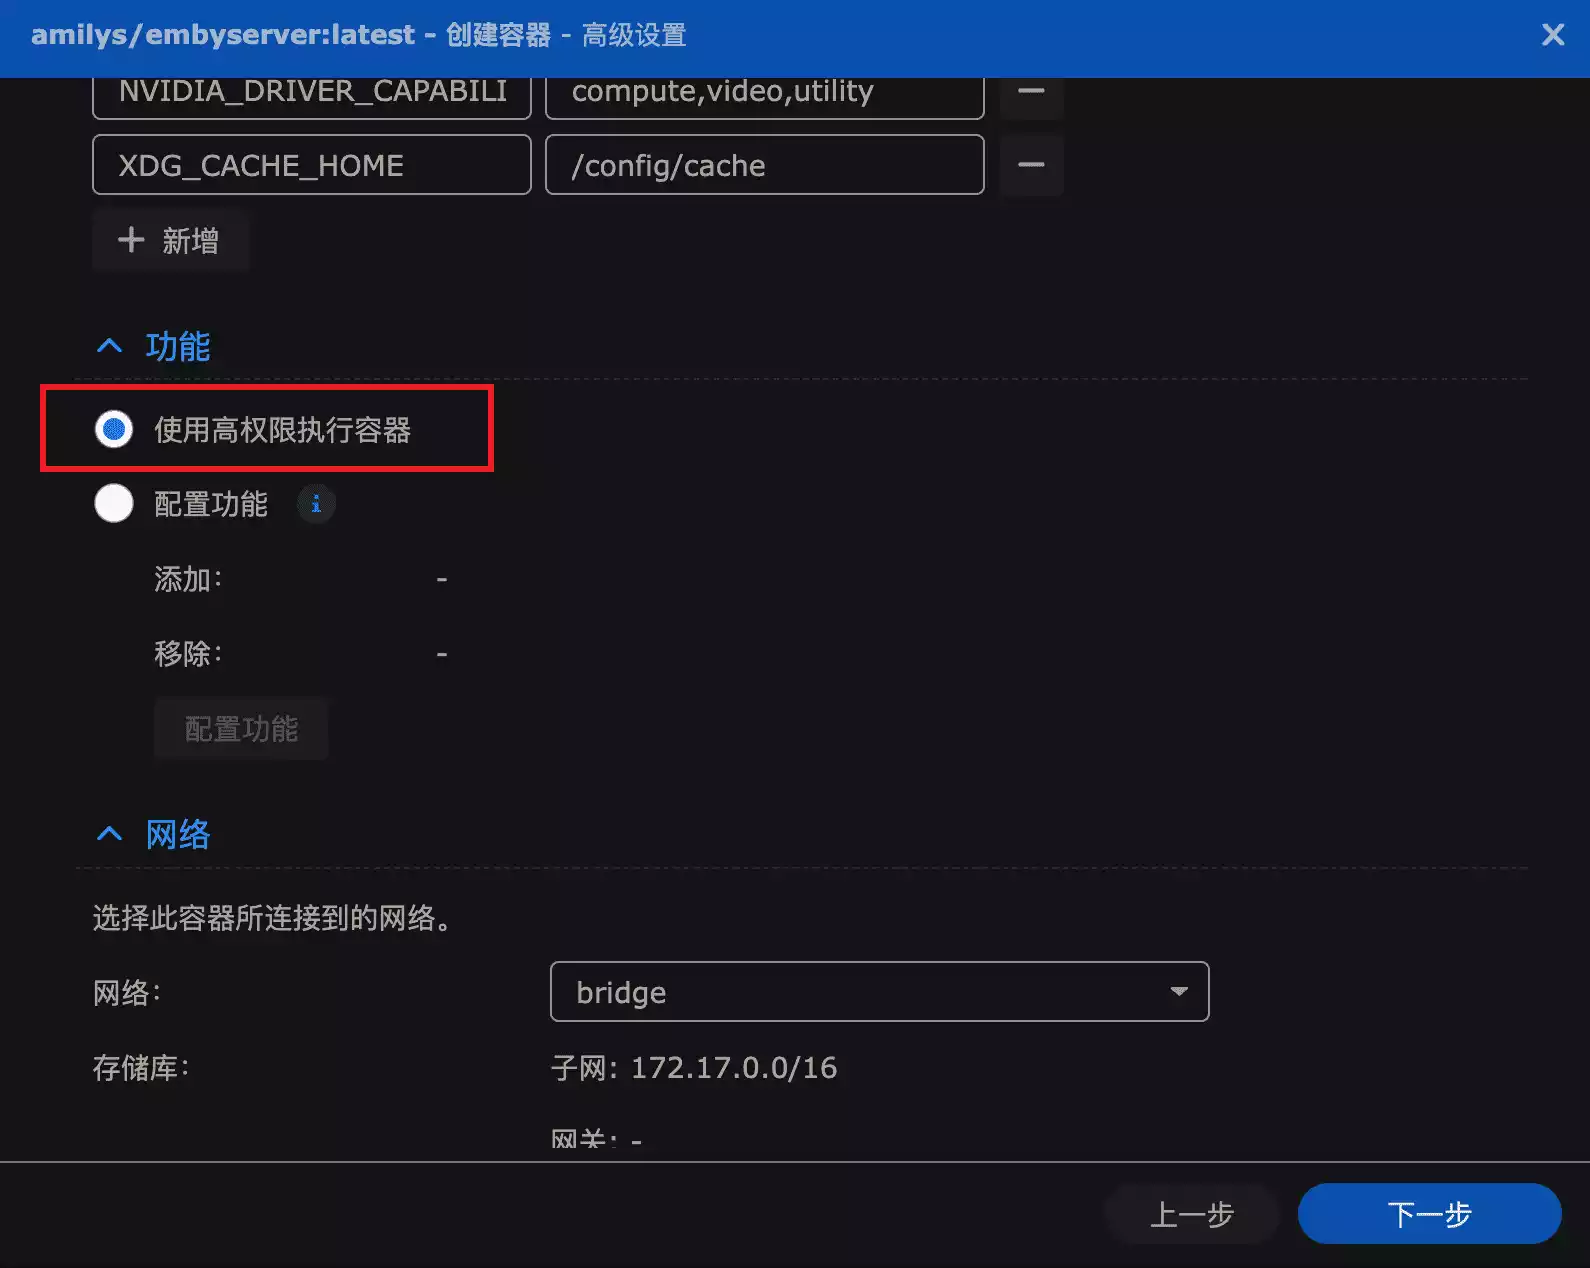 amilys/embyserver:latest - 创建容器 - 高级设置
NVIDIA_DRIVER_CAPABILI compute,video,utility
XDG_CACHE_HOME /config/cache
新增
功能
使用高权限执行容器
配置功能
添加: -
移除: -
配置功能
网络
选择此容器所连接到的网络。
网络: bridge
存储库: 子网: 172.17.0.0/16
网关: -
上一步 下一步